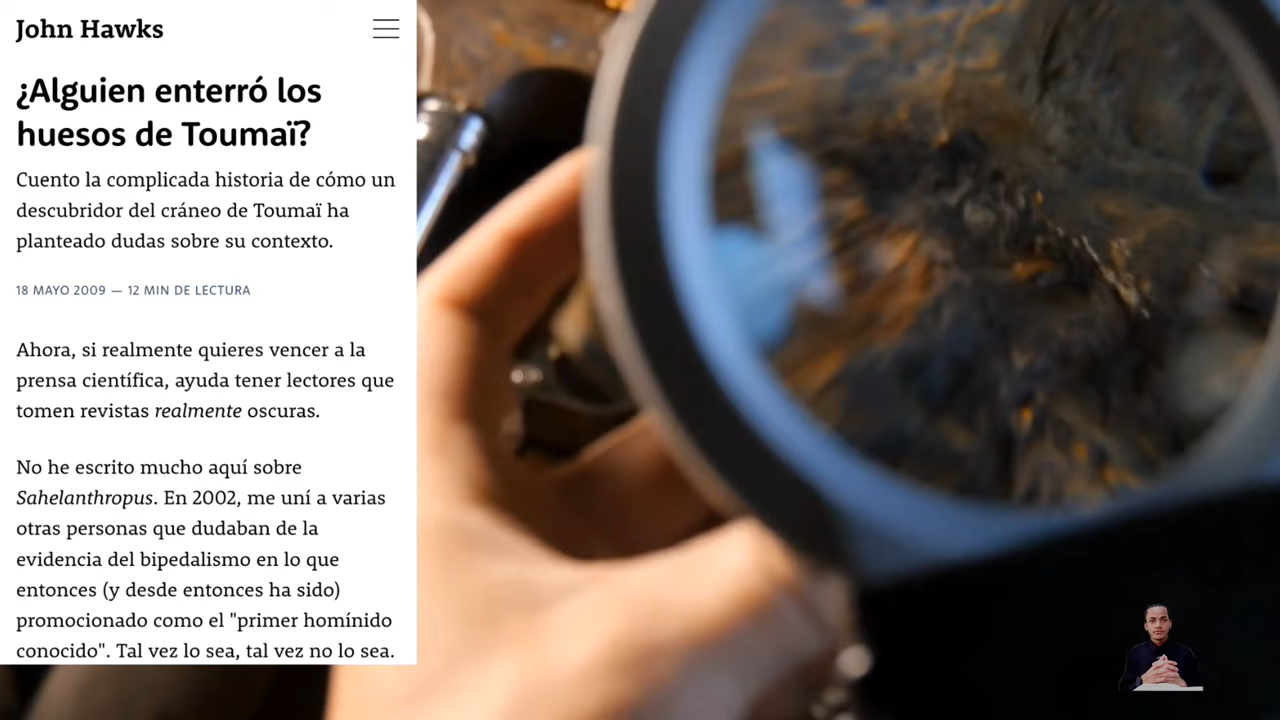 John Hawks
¿Alguien enterró los
huesos de Toumaï?
Cuento la complicada historia de cómo un
descubridor del cráneo de Toumaï ha
planteado dudas sobre su contexto.
18 MAYO 2009 — 12 MIN DE LECTURA
Ahora, si realmente quieres vencer a la
prensa científica, ayuda tener lectores que
tomen revistas realmente oscuras.
No he escrito mucho aquí sobre
Sahelanthropus. En 2002, me uní a varias
otras personas que dudaban de la
evidencia del bipedalismo en lo que
entonces (y desde entonces ha sido)
promocionado como el "primer homínido
conocido". Tal vez lo sea, tal vez no lo sea.